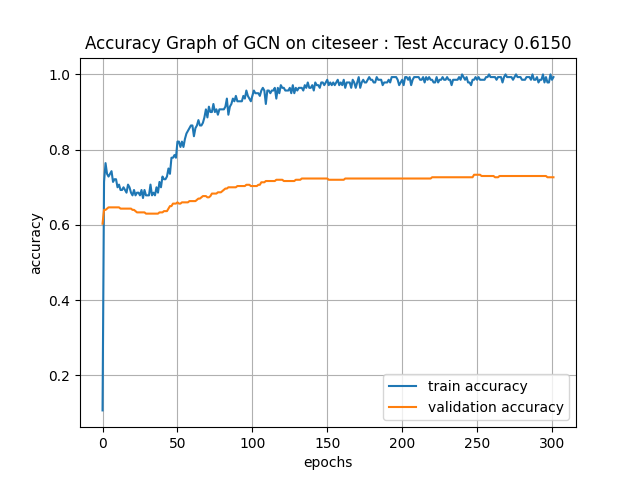 Accuracy Graph of GCN on citeseer : Test Accuracy 0.6150
1.0
0.8
0.6
0.4
0.2
accuracy
0 50 100 150 200 250 300
epochs
train accuracy
validation accuracy